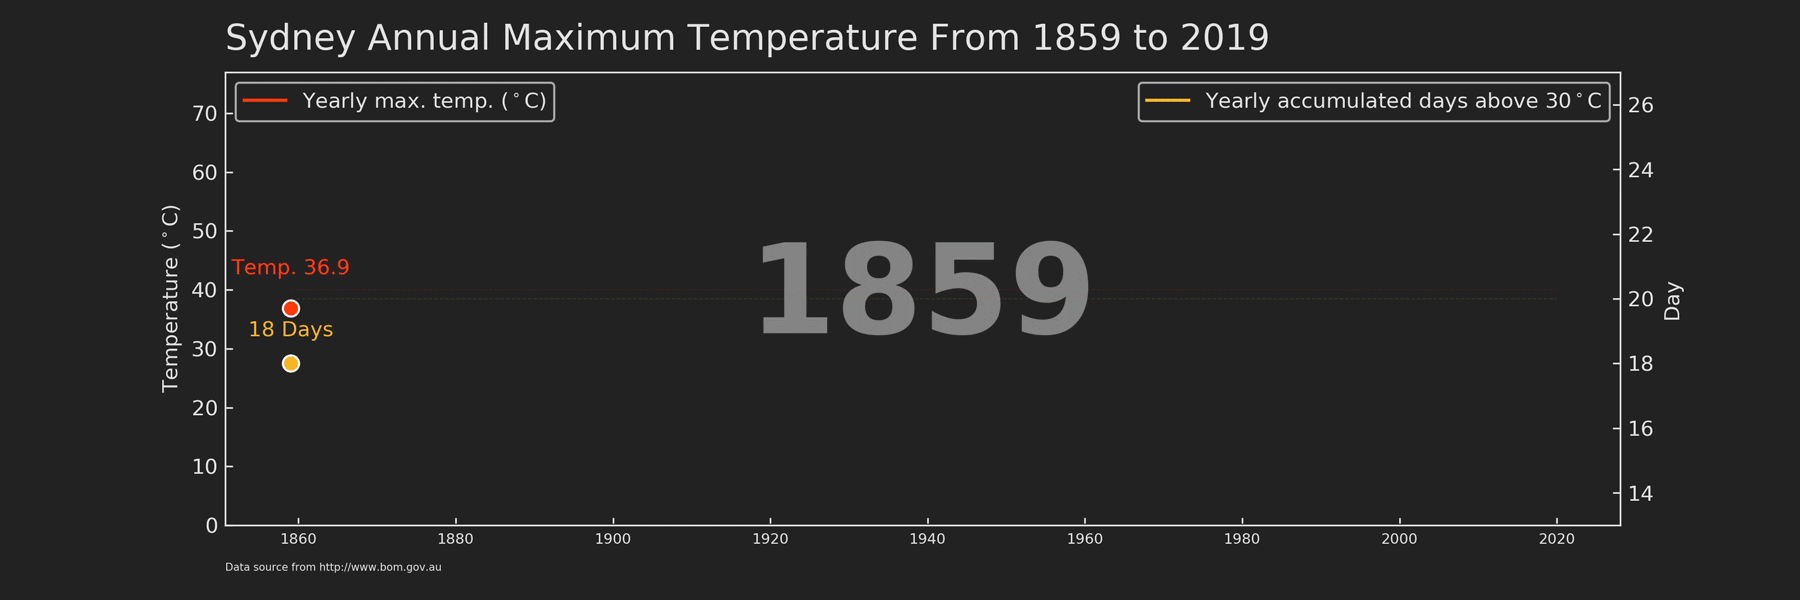 Sydney Annual Maximum Temperature From 1859 to 2019
Yearly max. temp. (°C)
Yearly accumulated days above 30°C
Temperature (°C)
70
60
50
40
30
20
10
0
Temp. 36.9
18 Days
1859
26
24
22
20
18
16
14
Day
1860 1880 1900 1920 1940 1960 1980 2000 2020
Data source from http://www.bom.gov.au